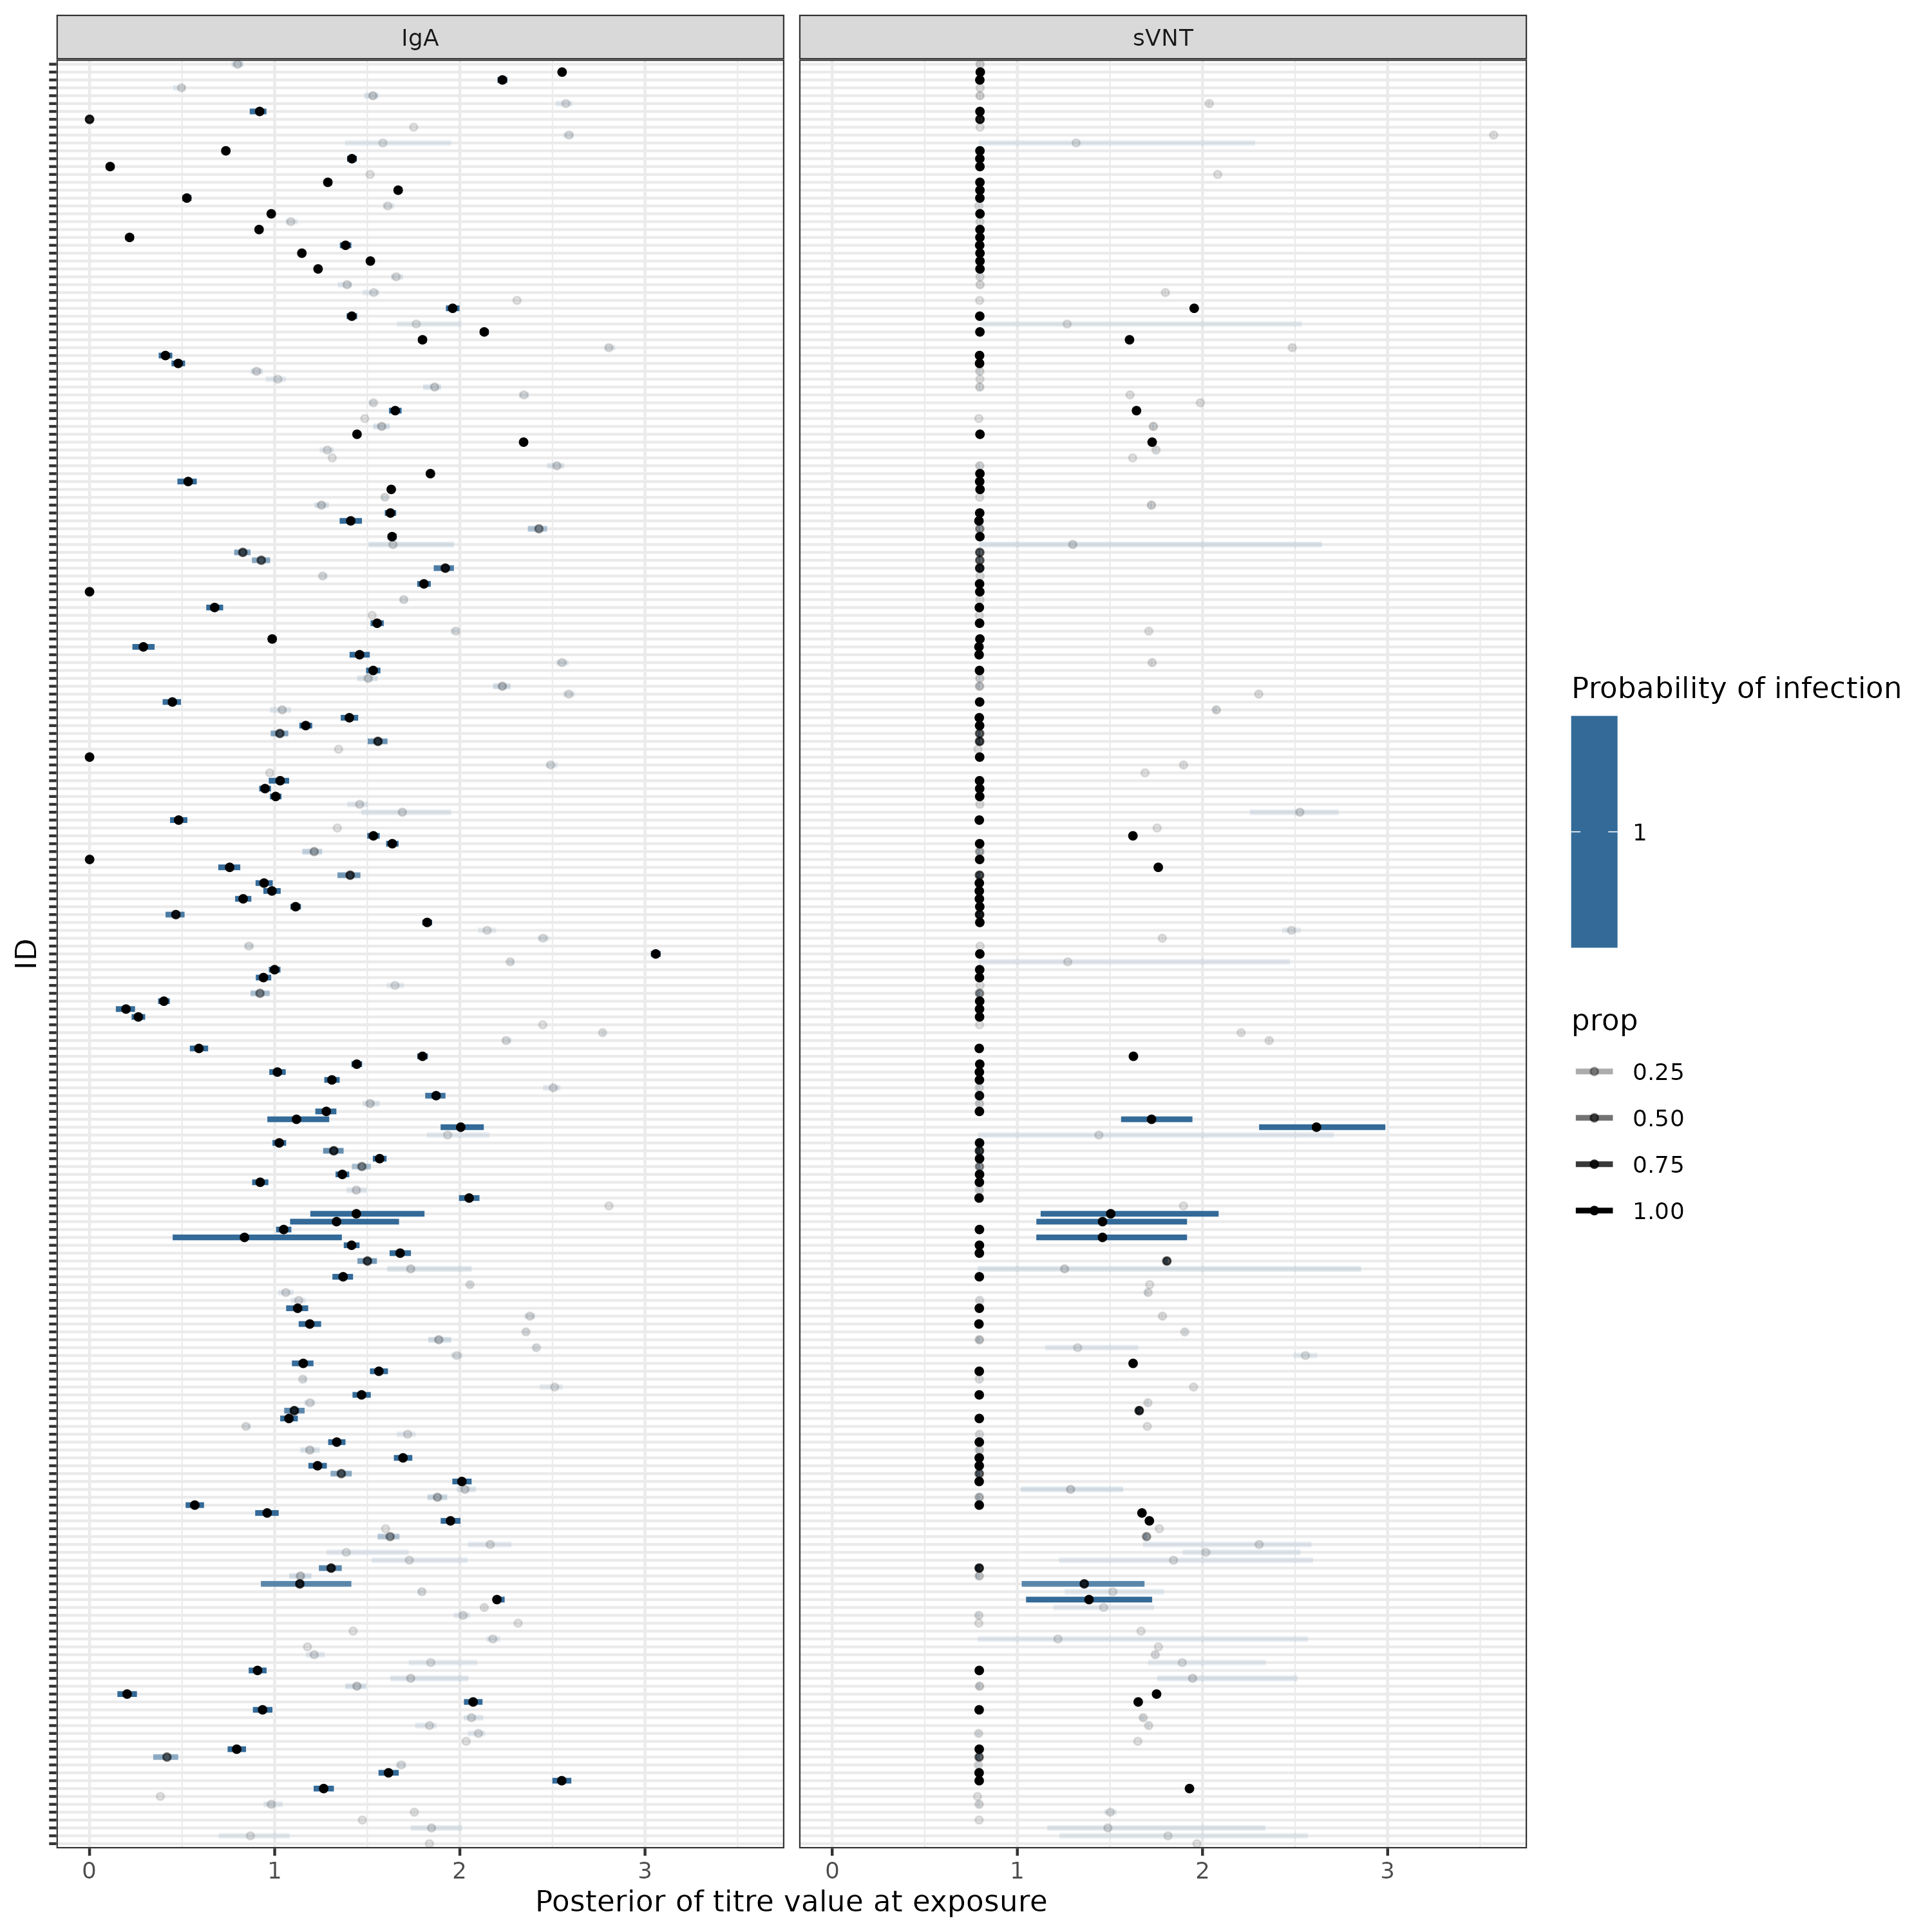 IgA
sVNT
ID
0
1
2
3
0
1
2
3
Posterior of titre value at exposure
Probability of infection
1
prop
0.25
0.50
0.75
1.00